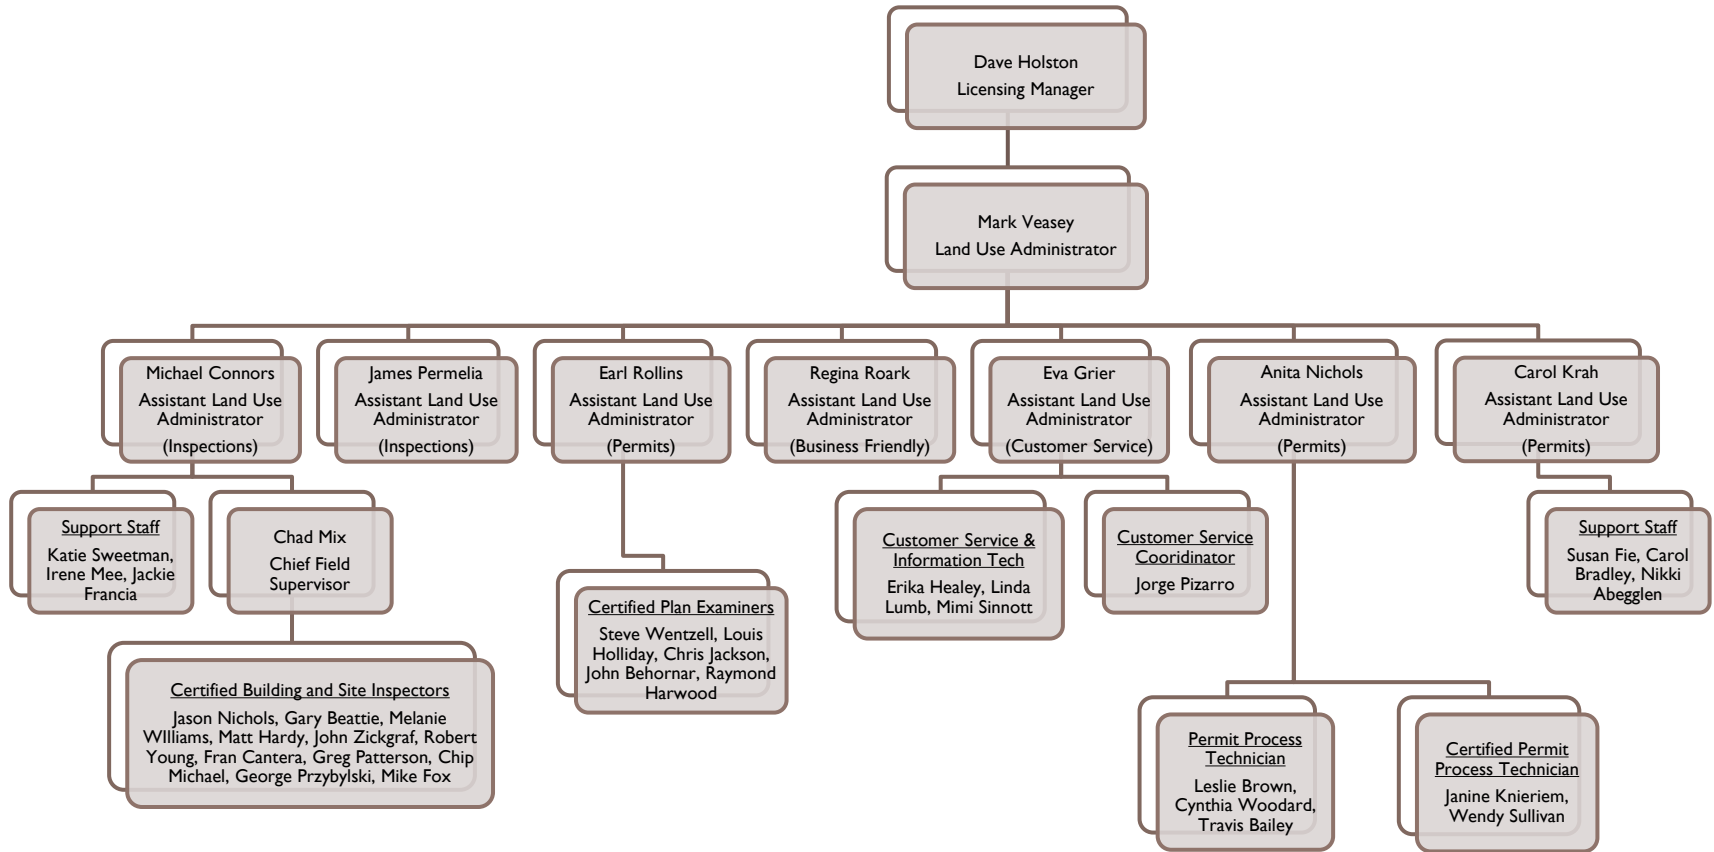 Dave Holston
Licensing Manager
Mark Veasey
Land Use Administrator
Michael Connors
Assistant Land Use
Administrator
(Inspections)
James Permelia
Assistant Land Use
Administrator
(Inspections)
Earl Rollins
Assistant Land Use
Administrator
(Permits)
Regina Roark
Assistant Land Use
Administrator
(Business Friendly)
Eva Grier
Assistant Land Use
Administrator
(Customer Service)
Anita Nichols
Assistant Land Use
Administrator
(Permits)
Carol Krah
Assistant Land Use
Administrator
(Permits)
Support Staff
Katie Sweetman,
Irene Mee, Jackie
Francia
Chad Mix
Chief Field
Supervisor
Certified Building and Site Inspectors
Jason Nichols, Gary Beattie, Melanie
WIlliams, Matt Hardy, John Zickgraf, Robert
Young, Fran Cantera, Greg Patterson, Chip
Michael, George Przybylski, Mike Fox
Certified Plan Examiners
Steve Wentzell, Louis
Holliday, Chris Jackson,
John Behornar, Raymond
Harwood
Customer Service &
Information Tech
Erika Healey, Linda
Lumb, Mimi Sinnott
Customer Service
Cooridinator
Jorge Pizarro
Permit Process
Technician
Leslie Brown,
Cynthia Woodard,
Travis Bailey
Certified Permit
Process Technician
Janine Knieriem,
Wendy Sullivan
Support Staff
Susan Fie, Carol
Bradley, Nikki
Abegglen